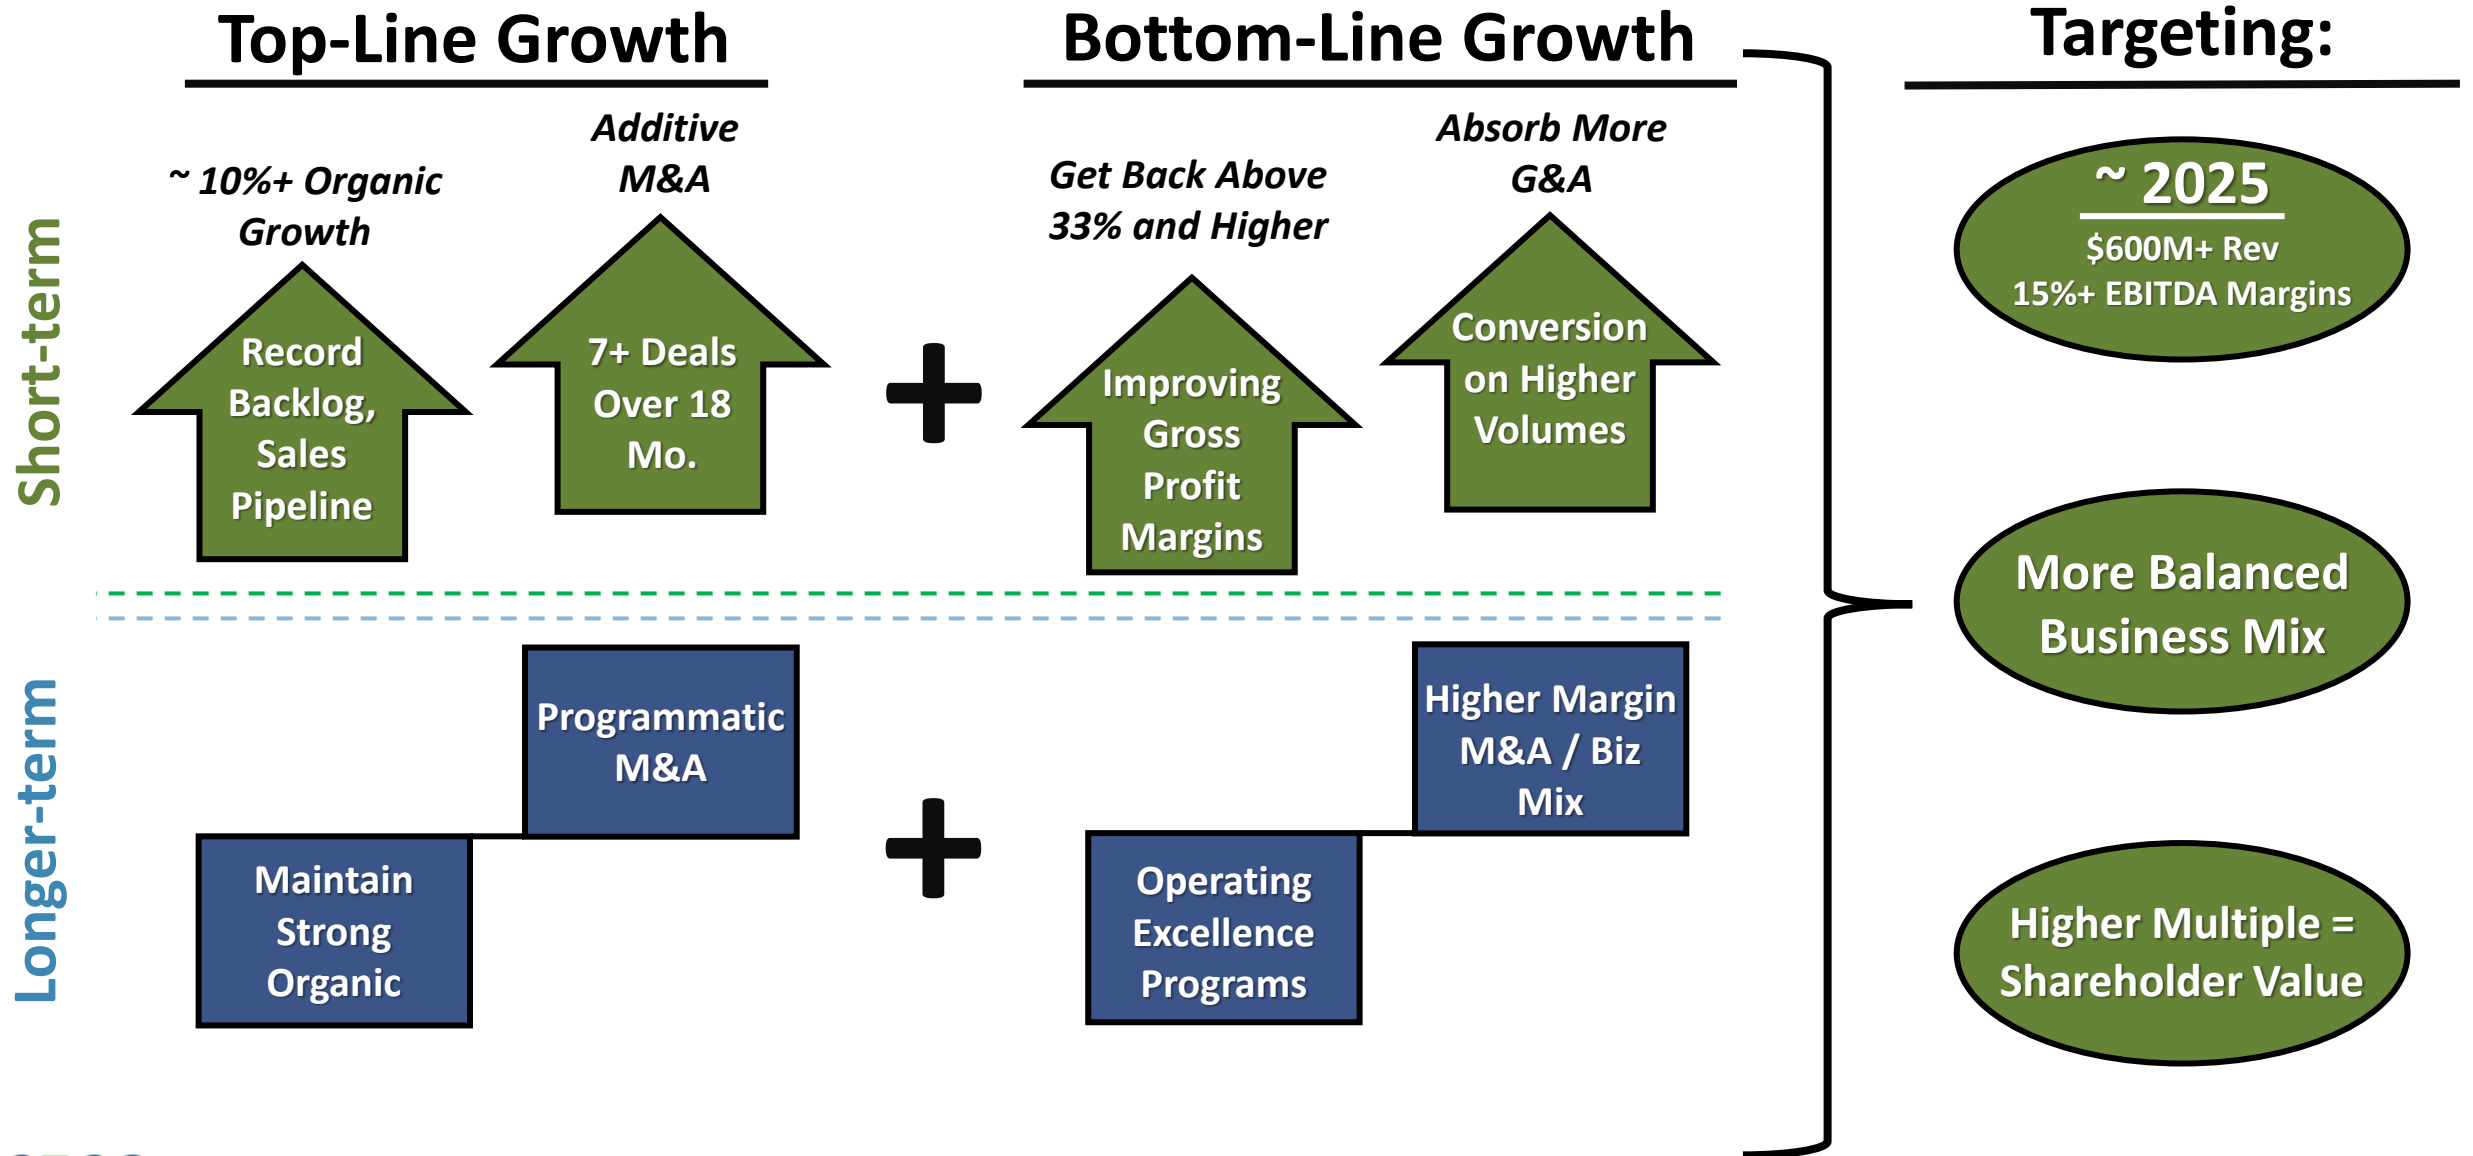 Top-Line Growth
Bottom-Line Growth
Targeting:
Short-term
~ 10%+ Organic
Growth
Additive
M&A
Get Back Above
33% and Higher
Absorb More
G&A
Record
Backlog,
Sales
Pipeline
7+ Deals
Over 18
Mo.
+
Improving
Gross
Profit
Margins
Conversion
on Higher
Volumes
Longer-term
Maintain
Strong
Organic
Programmatic
M&A
+
Operating
Excellence
Programs
Higher Margin
M&A / Biz
Mix
~ 2025
$600M+ Rev
15%+ EBITDA Margins
More Balanced
Business Mix
Higher Multiple =
Shareholder Value